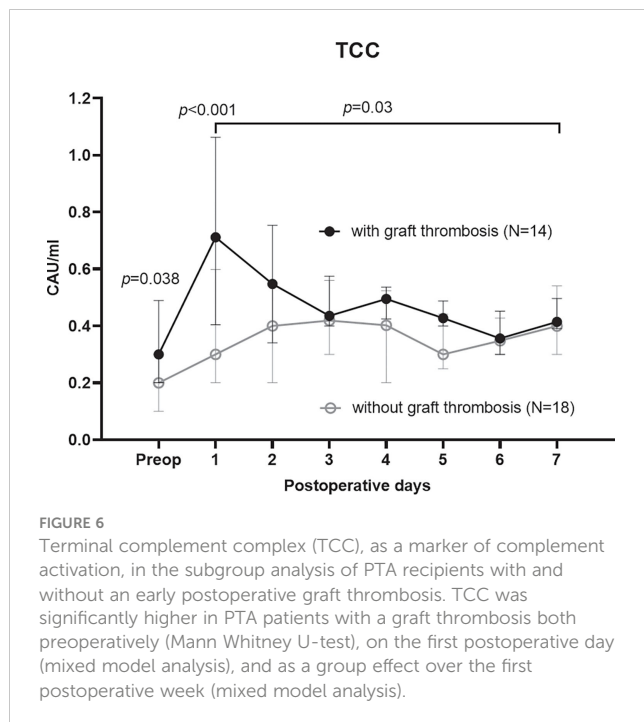 TCC
1.2
1.0
0.8
0.6
0.4
0.2
0.0
CAU/ml
p<0.001
p=0.03
p=0.038
with graft thrombosis (N=14)
without graft thrombosis (N=18)
Preop 1 2 3 4 5 6 7
Postoperative days
FIGURE 6
Terminal complement complex (TCC), as a marker of complement
activation, in the subgroup analysis of PTA recipients with and
without an early postoperative graft thrombosis. TCC was
significantly higher in PTA patients with a graft thrombosis both
preoperatively (Mann Whitney U-test), on the first postoperative day
(mixed model analysis), and as a group effect over the first
postoperative week (mixed model analysis).